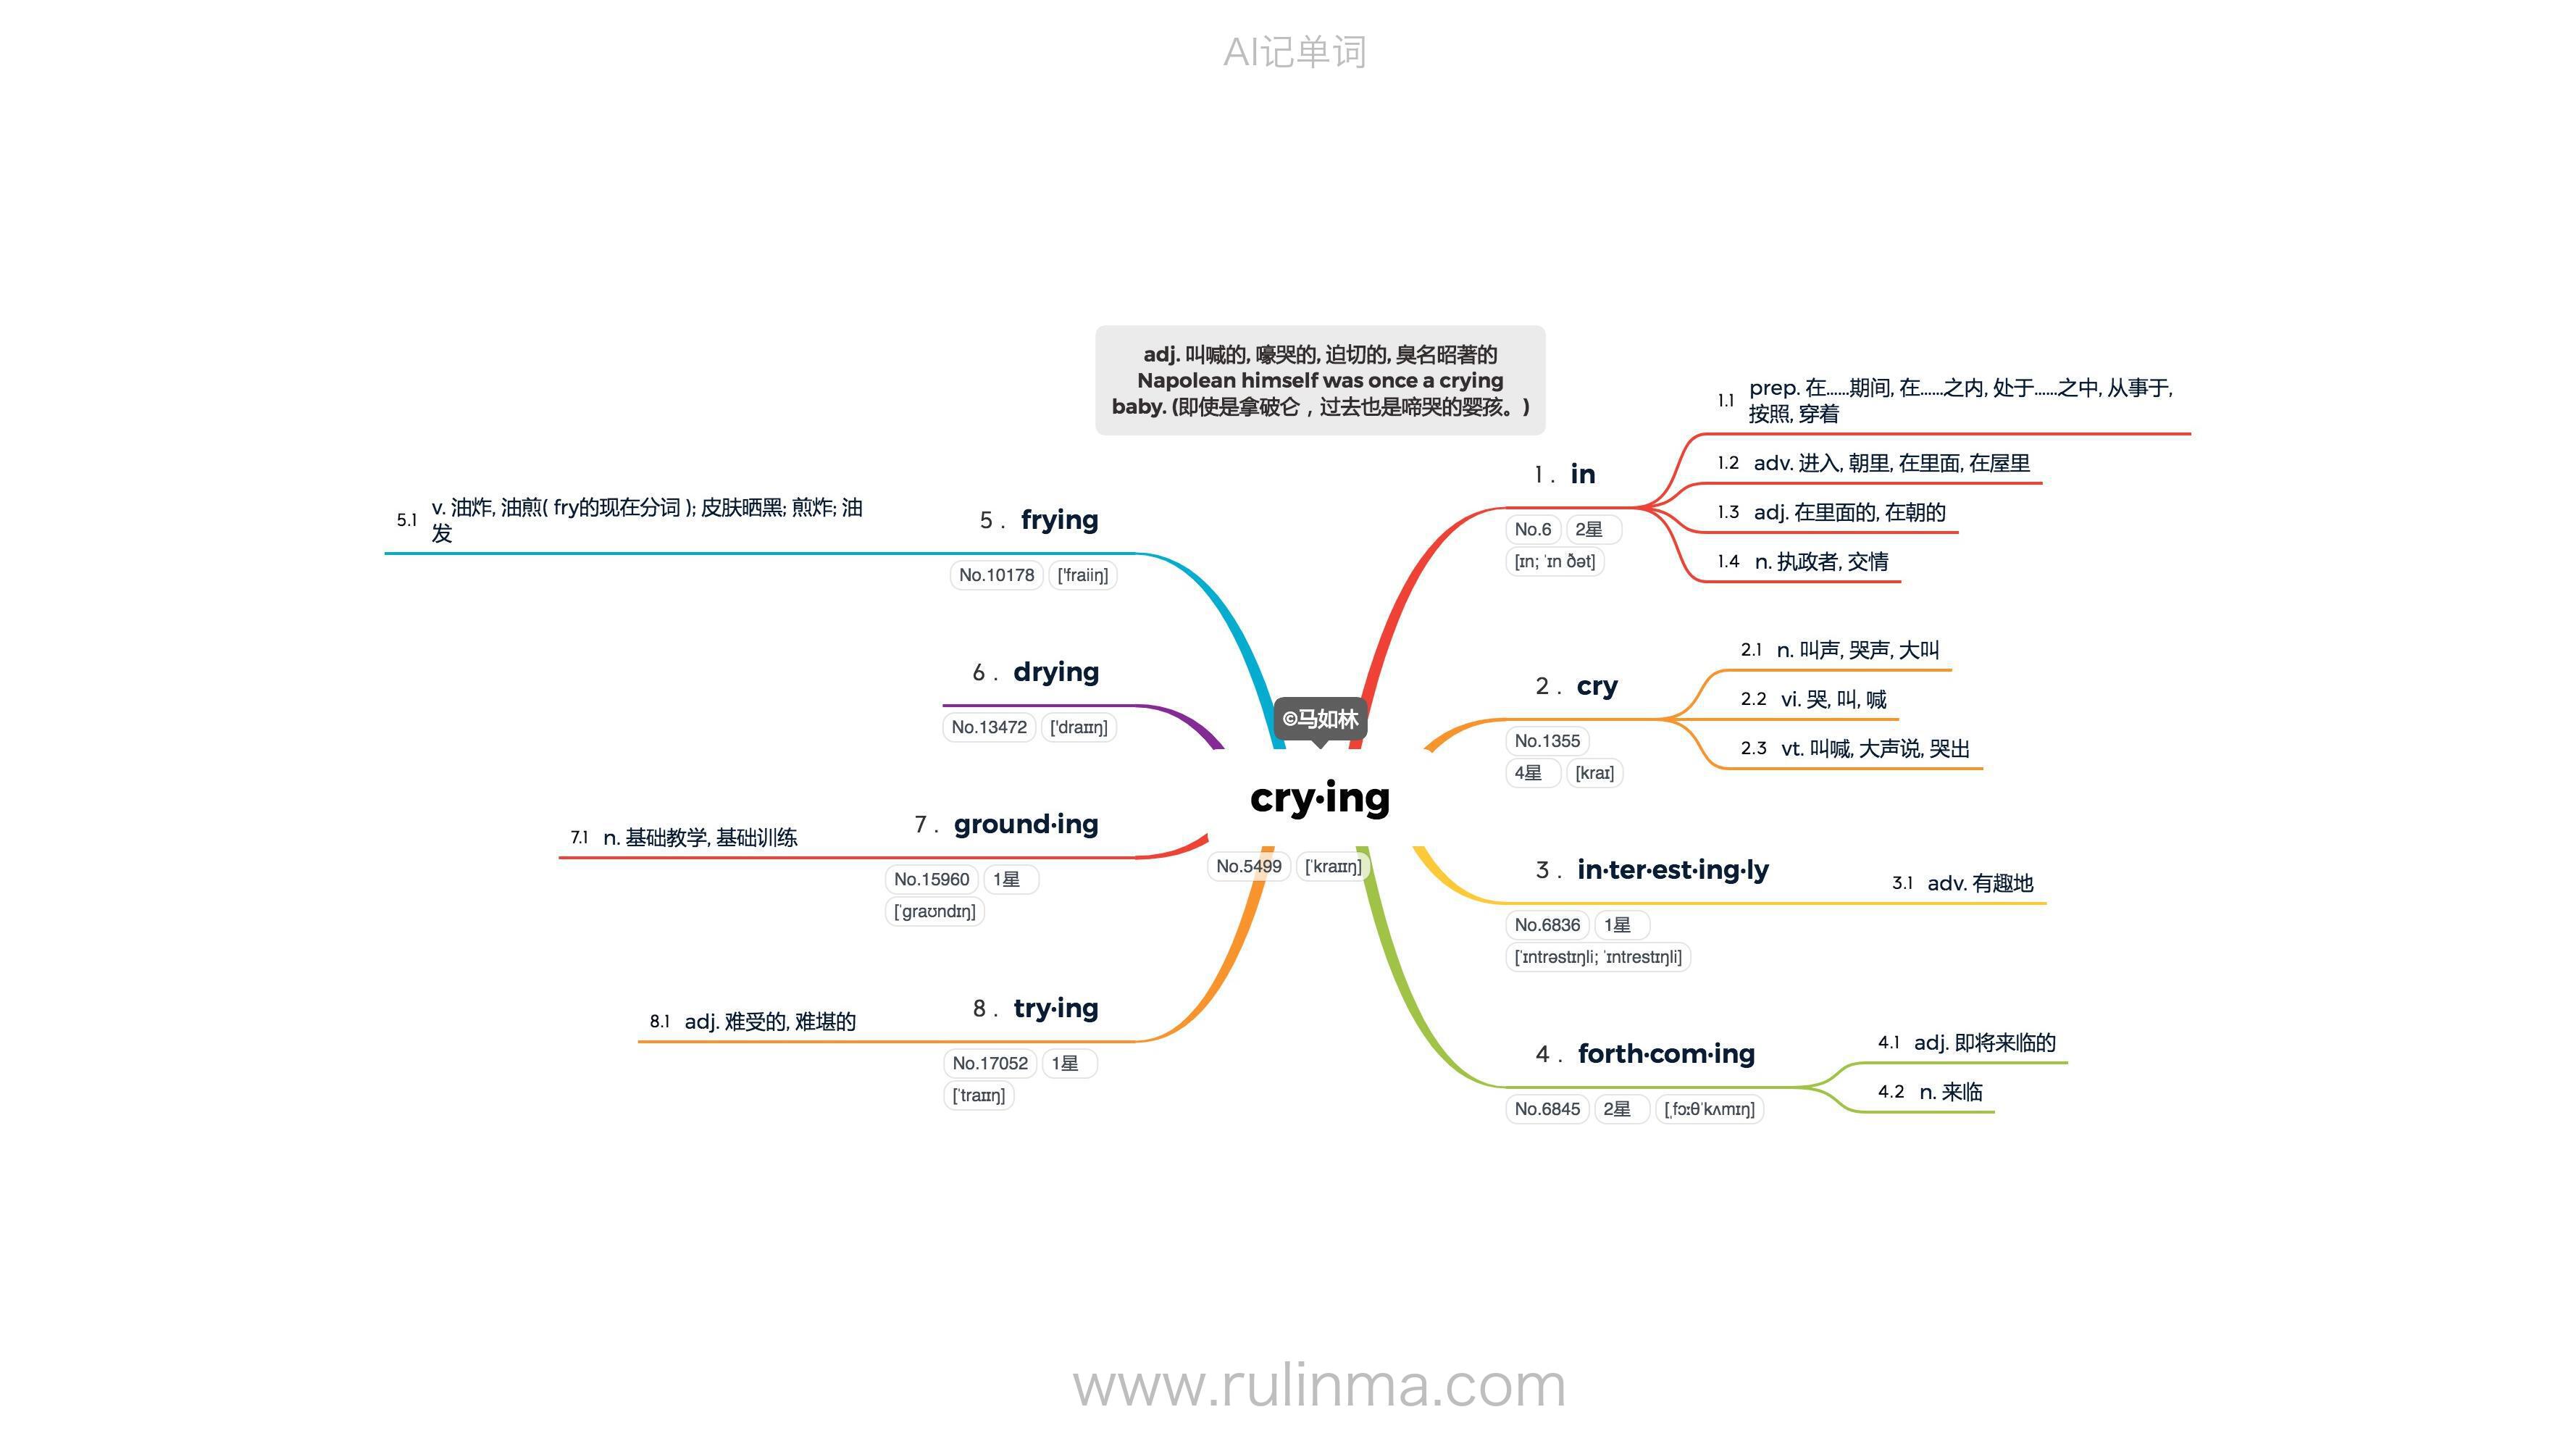 AI记单词
adj. 叫喊的, 嚎哭的, 迫切的, 臭名昭著的
Napolean himself was once a crying
baby. (即使是拿破仑，过去也是啼哭的婴孩。)
©马如林
cry·ing
No.5499 [ˈkraɪɪŋ]
1. in
No.6 2星
[ɪn; ˈɪn ðət]
1.1 prep. 在……期间, 在……之内, 处于……之中, 从事于,
按照, 穿着
1.2 adv. 进入, 朝里, 在里面, 在屋里
1.3 adj. 在里面的, 在朝的
1.4 n. 执政者, 交情
2. cry
No.1355
4星 [kraɪ]
2.1 n. 叫声, 哭声, 大叫
2.2 vi. 哭, 叫, 喊
2.3 vt. 叫喊, 大声说, 哭出
3. in·ter·est·ing·ly
No.6836 1星
[ˈɪntrəstɪŋli; ˈɪntrestɪŋli]
3.1 adv. 有趣地
4. forth·com·ing
No.6845 2星 [ˌfɔːθˈkʌmɪŋ]
4.1 adj. 即将来临的
4.2 n. 来临
5. frying
No.10178 ['fraiiŋ]
5.1 v. 油炸, 油煎( fry的现在分词 ); 皮肤晒黑; 煎炸; 油
发
6. drying
No.13472 ['draɪɪŋ]
7. ground·ing
No.15960 1星
[ˈɡraʊndɪŋ]
7.1 n. 基础教学, 基础训练
8. try·ing
No.17052 1星
[ˈtraɪɪŋ]
8.1 adj. 难受的, 难堪的
www.rulinma.com